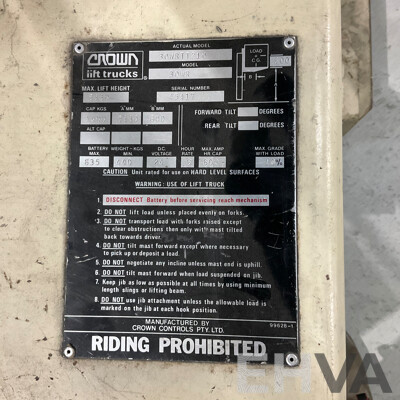 CROWN
lift trucks
ACTUAL MODEL
MODEL
MAX. LIFT HEIGHT
SERIAL NUMBER
LOAD
C.G.
CAP KGS A MM B MM
ALT CAP
FORWARD TILT DEGREES
REAR TILT DEGREES
BATTERY WEIGHT - KGS D.C. HOUR MAX. AMP MAX. GRADE
MAX. MIN. VOLTAGE RATE HR. CAP WITH LOAD
635
CAUTION Unit rated for use on HARD LEVEL SURFACES
WARNING: USE OF LIFT TRUCK
1. DISCONNECT Battery before servicing reach mechanism
2. DO NOT lift load unless placed evenly on forks.
3. DO NOT transport load with forks raised except
to clear obstructions then only with mast tilted
back towards driver.
4. DO NOT tilt mast forward except where necessary
to pick up or deposit a load.
5. DO NOT negotiate any incline unless mast end is uphill.
6. DO NOT tilt mast forward when load suspended on jib.
7. Keep jib as low as possible at all times by using minimum
length slings or lifting beam.
8. DO NOT use jib attachment unless the allowable load is
marked on the jib at each hook position.
MANUFACTURED BY
CROWN CONTROLS PTY. LTD.
99628-1
RIDING PROHIBITED
EHVA